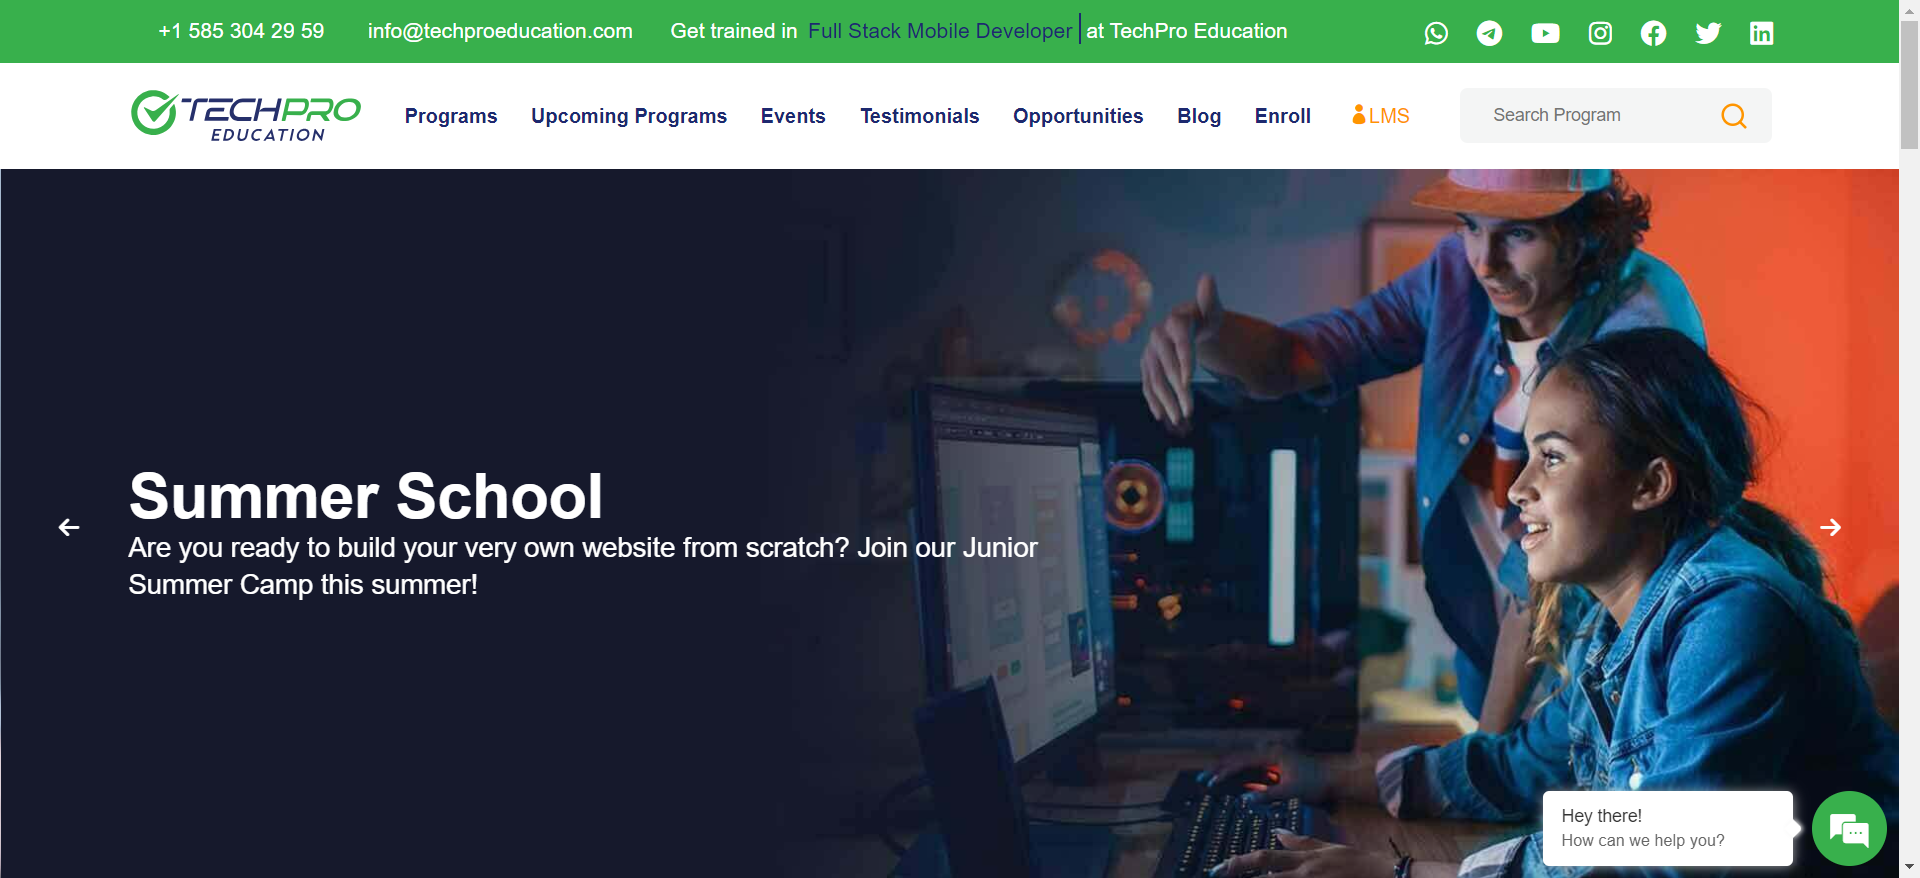 +1 585 304 29 59 info@techproeducation.com Get trained in Full Stack Mobile Developer at TechPro Education
TECHPRO
EDUCATION
Programs Upcoming Programs Events Testimonials Opportunities Blog Enroll LMS Search Program
Summer School
Are you ready to build your very own website from scratch? Join our Junior
Summer Camp this summer!
Hey there!
How can we help you?